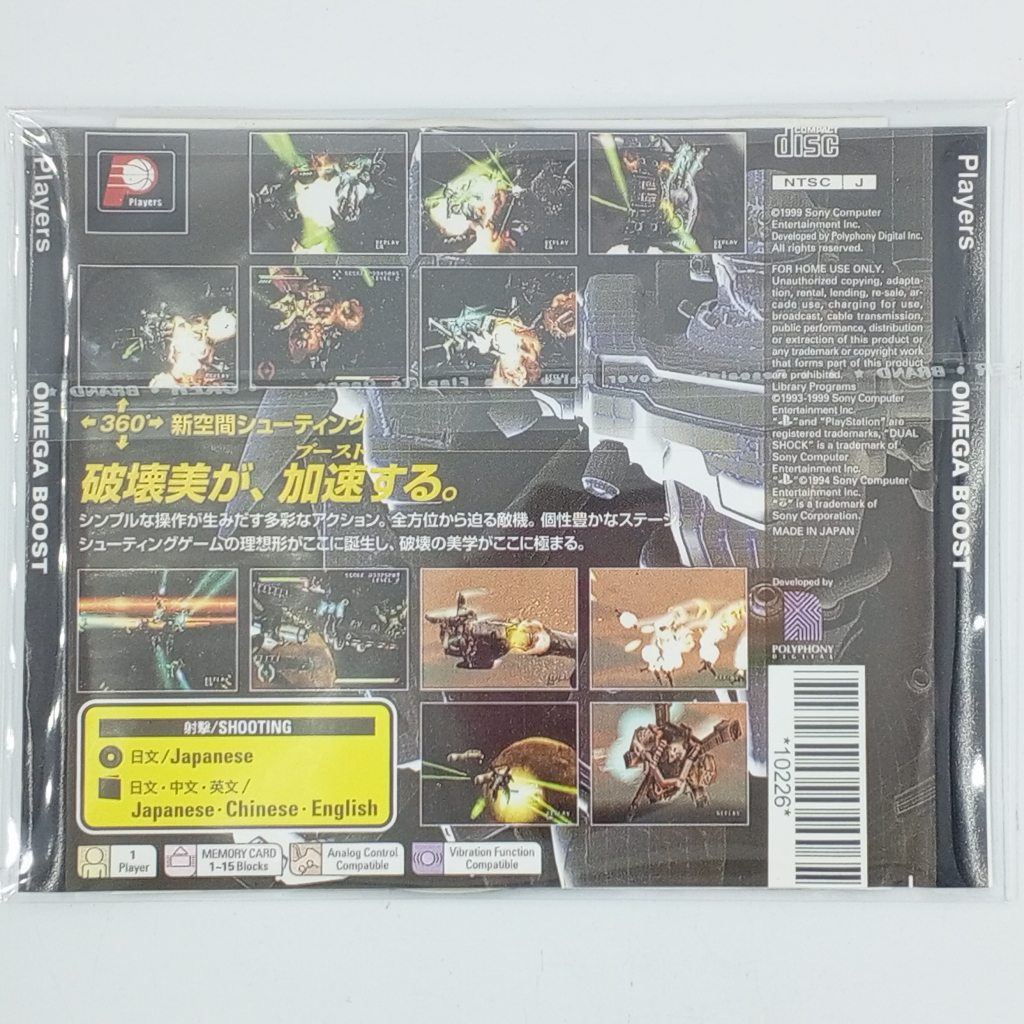 Players
OMEGA BOOST
Players
COMPACT
disc
NTSC J
©1999 Sony Computer
Entertainment Inc.
Developed by Polyphony Digital Inc.
All rights reserved.
FOR HOME USE ONLY.
Unauthorized copying, adapta-
tion, rental, lending, re-sale, ar-
cade use, charging for use,
broadcast, cable transmission,
public performance, distribution
or extraction of this product or
any trademark or copyright work
that forms part of this product
are prohibited.
Library Programs
©1993-1999 Sony Computer
Entertainment Inc.
" " and "PlayStation" are
registered trademarks, "DUAL
SHOCK" is a trademark of
Sony Computer
Entertainment Inc.
" " ©1994 Sony Computer
Entertainment Inc.
" " is a trademark of
Sony Corporation.
MADE IN JAPAN
360° 新空間シューティング
ブースト
破壊美が、加速する。
シンプルな操作が生みだす多彩なアクション。全方位から迫る敵機。個性豊かなステージ。
シューティングゲームの理想形がここに誕生し、破壊の美学がここに極まる。
Developed by
POLYPHONY
DIGITAL
射擊/SHOOTING
日文/Japanese
日文·中文·英文/
Japanese·Chinese·English
1
Player
MEMORY CARD
1~15 Blocks
Analog Control
Compatible
Vibration Function
Compatible
*10226*
Players
OMEGA BOOST